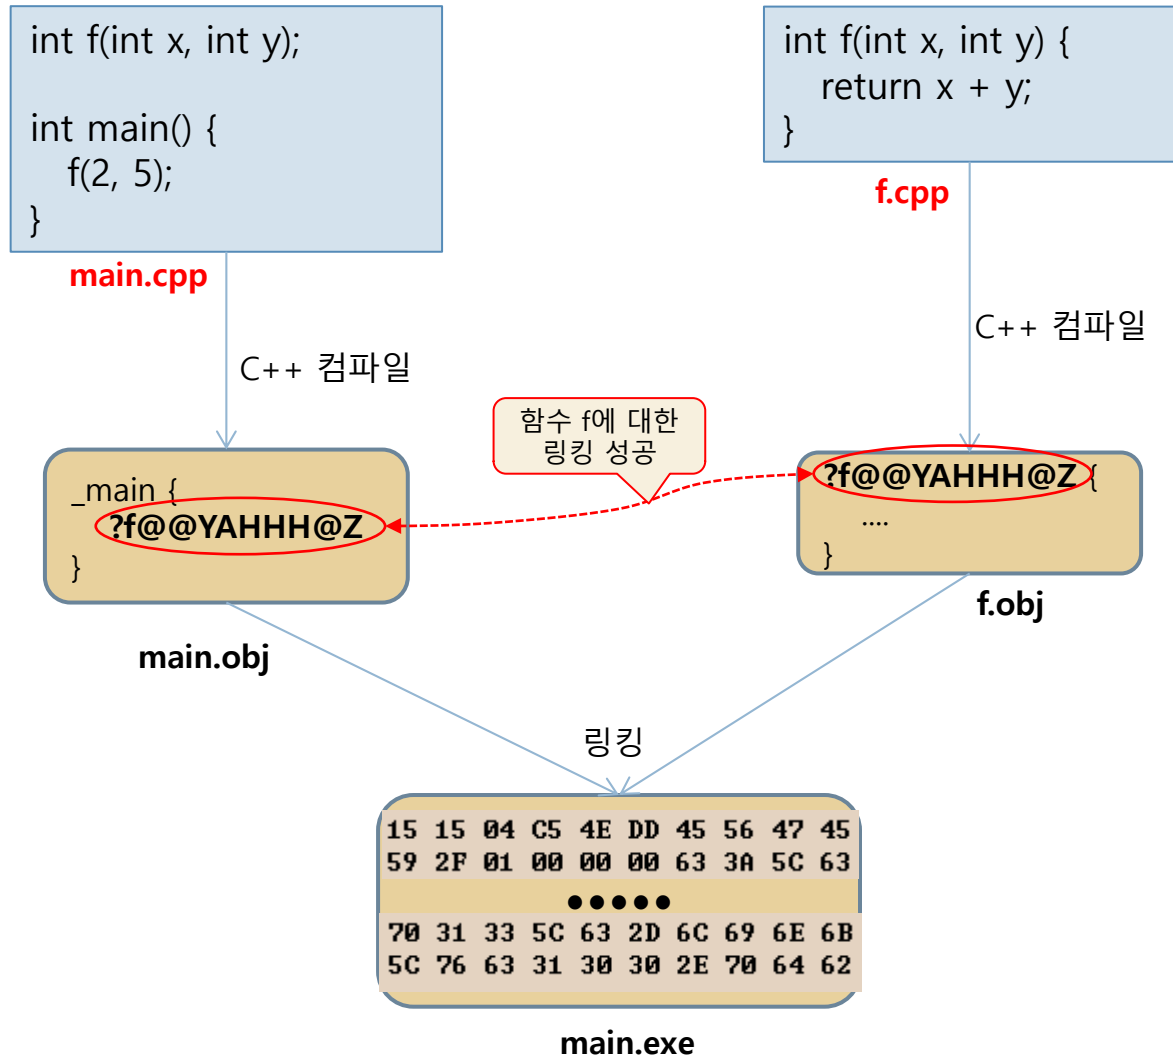 int f(int x, int y);
int main() {
f(2, 5);
}
main.cpp
int f(int x, int y) {
return x + y;
}
f.cpp
C++ 컴파일
C++ 컴파일
함수 f에 대한
링킹 성공
_main {
?f@@YAHHH@Z
}
main.obj
?f@@YAHHH@Z {
....
}
f.obj
링킹
15 15 04 C5 4E DD 45 56 47 45
59 2F 01 00 00 00 63 3A 5C 63
●●●●●
70 31 33 5C 63 2D 6C 69 6E 6B
5C 76 63 31 30 30 2E 70 64 62
main.exe